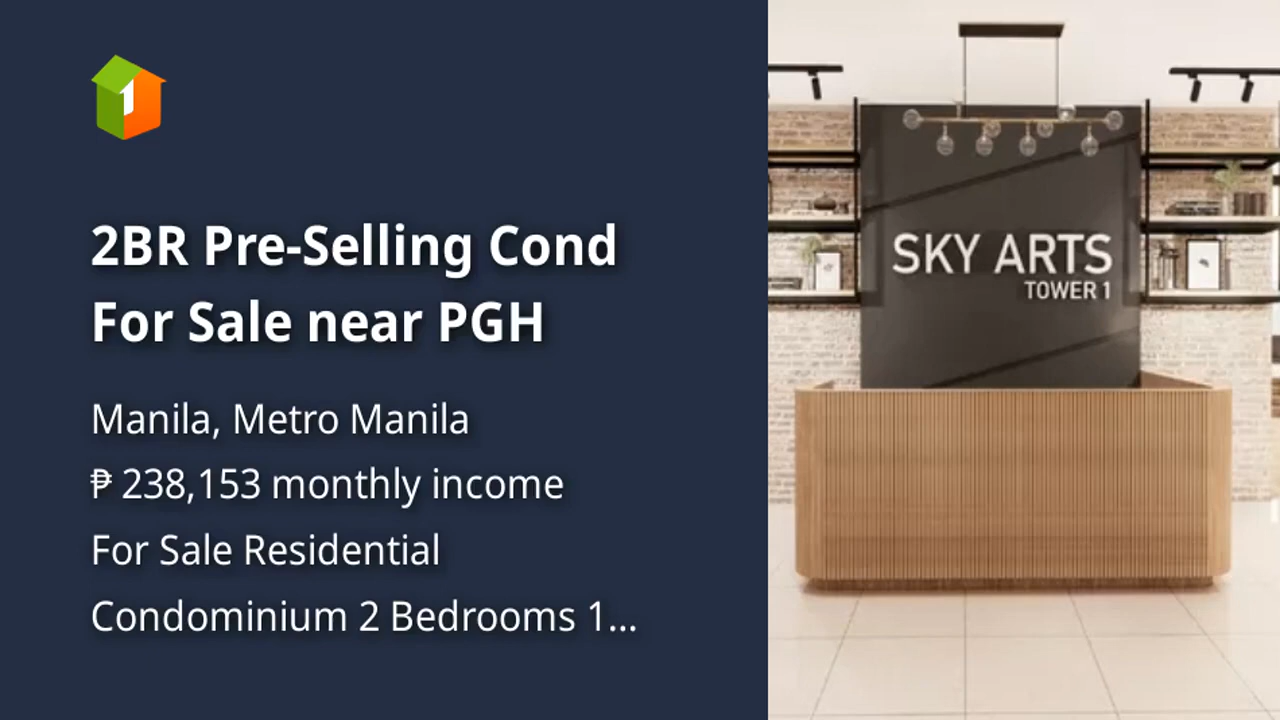 2BR Pre-Selling Cond
For Sale near PGH
Manila, Metro Manila
₱ 238,153 monthly income
For Sale Residential
Condominium 2 Bedrooms 1...
SKY ARTS
TOWER 1